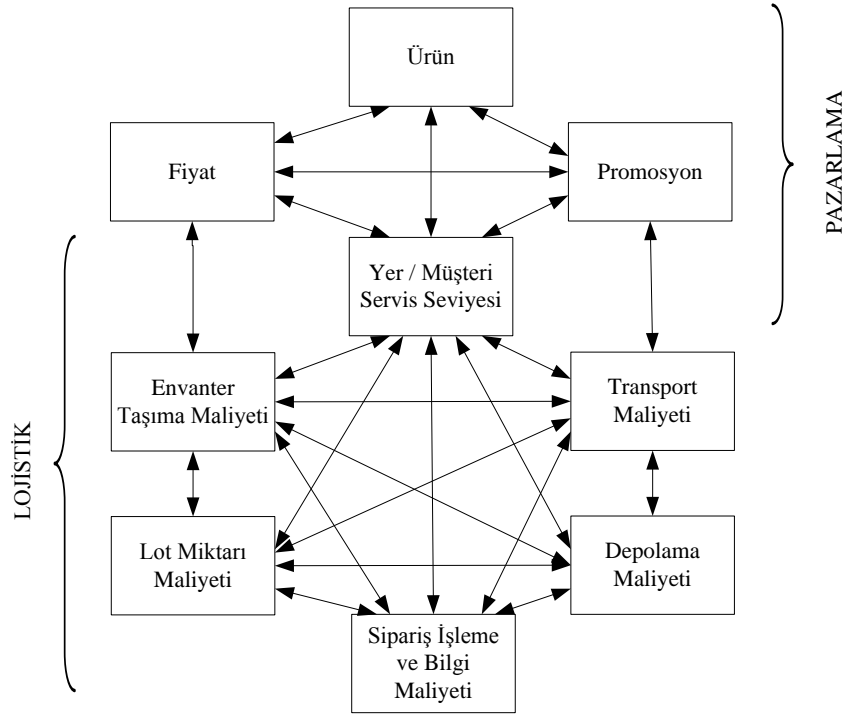 Ürün
Fiyat
Promosyon
PAZARLAMA
Yer / Müşteri
Servis Seviyesi
Envanter
Taşıma Maliyeti
Transport
Maliyeti
LOJİSTİK
Lot Miktarı
Maliyeti
Depolama
Maliyeti
Sipariş İşleme
ve Bilgi
Maliyeti